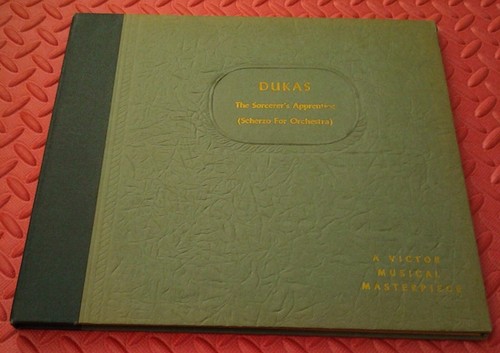 DUKAS
The Sorcerer's Apprentice
(Scherzo For Orchestra)
A VICTOR
MUSICAL
MASTERPIECE